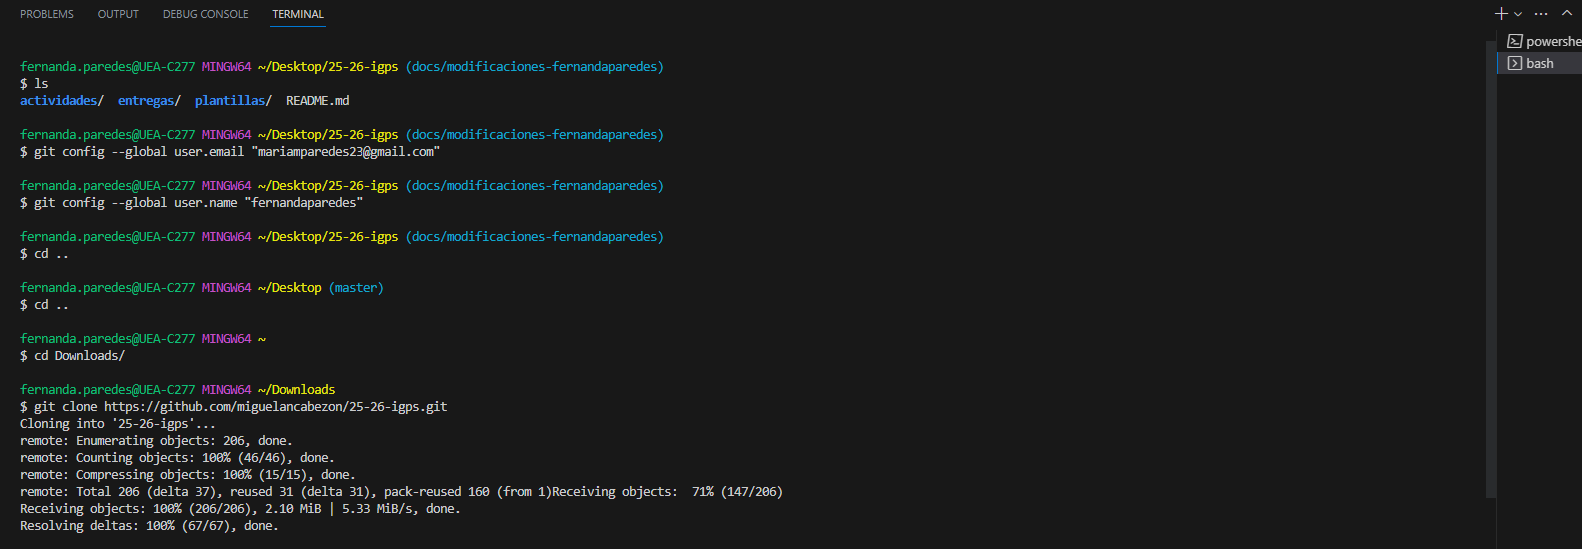 PROBLEMS OUTPUT DEBUG CONSOLE TERMINAL
powershe
bash
fernanda.paredes@UEA-C277 MINGW64 ~/Desktop/25-26-igps (docs/modificaciones-fernandaparedes)
$ ls
actividades/  entregas/  plantillas/  README.md
fernanda.paredes@UEA-C277 MINGW64 ~/Desktop/25-26-igps (docs/modificaciones-fernandaparedes)
$ git config --global user.email "mariamparedes23@gmail.com"
fernanda.paredes@UEA-C277 MINGW64 ~/Desktop/25-26-igps (docs/modificaciones-fernandaparedes)
$ git config --global user.name "fernandaparedes"
fernanda.paredes@UEA-C277 MINGW64 ~/Desktop/25-26-igps (docs/modificaciones-fernandaparedes)
$ cd ..
fernanda.paredes@UEA-C277 MINGW64 ~/Desktop (master)
$ cd ..
fernanda.paredes@UEA-C277 MINGW64 ~
$ cd Downloads/
fernanda.paredes@UEA-C277 MINGW64 ~/Downloads
$ git clone https://github.com/miguelancabezon/25-26-igps.git
Cloning into '25-26-igps'...
remote: Enumerating objects: 206, done.
remote: Counting objects: 100% (46/46), done.
remote: Compressing objects: 100% (15/15), done.
remote: Total 206 (delta 37), reused 31 (delta 31), pack-reused 160 (from 1)Receiving objects:  71% (147/206)
Receiving objects: 100% (206/206), 2.10 MiB | 5.33 MiB/s, done.
Resolving deltas: 100% (67/67), done.